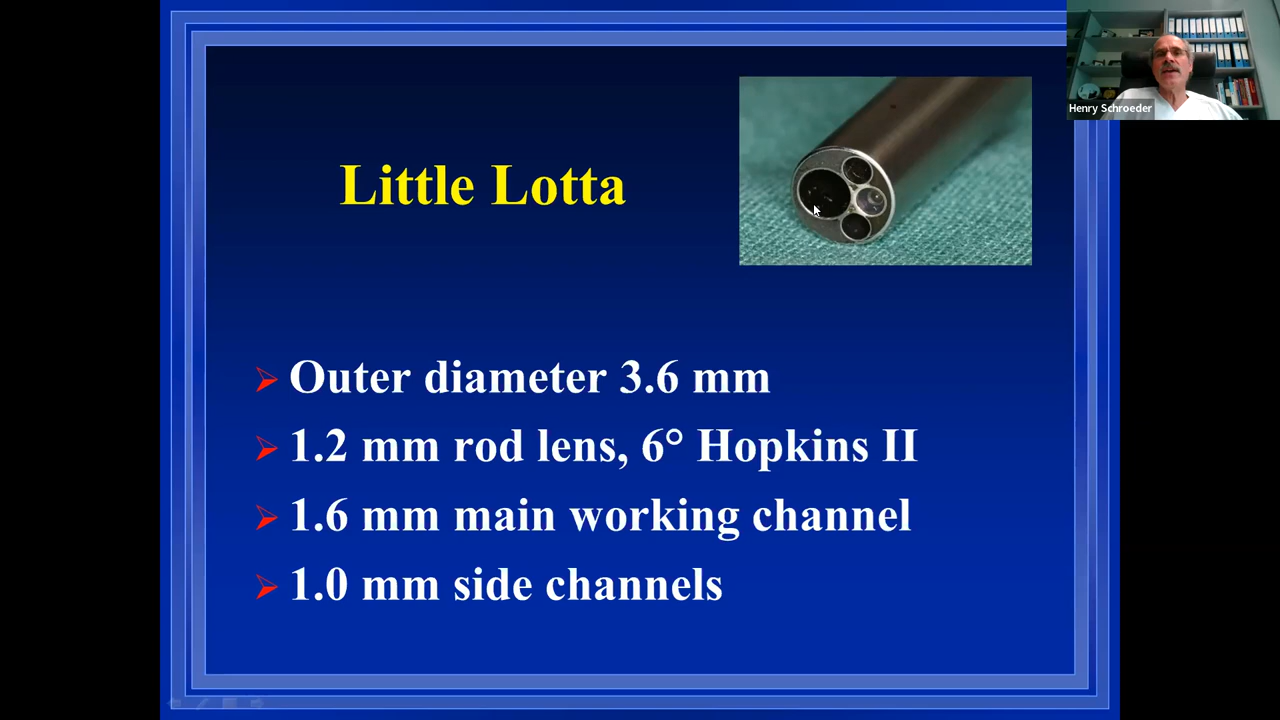 Henry Schroeder
Little Lotta
Outer diameter 3.6 mm
1.2 mm rod lens, 6° Hopkins II
1.6 mm main working channel
1.0 mm side channels